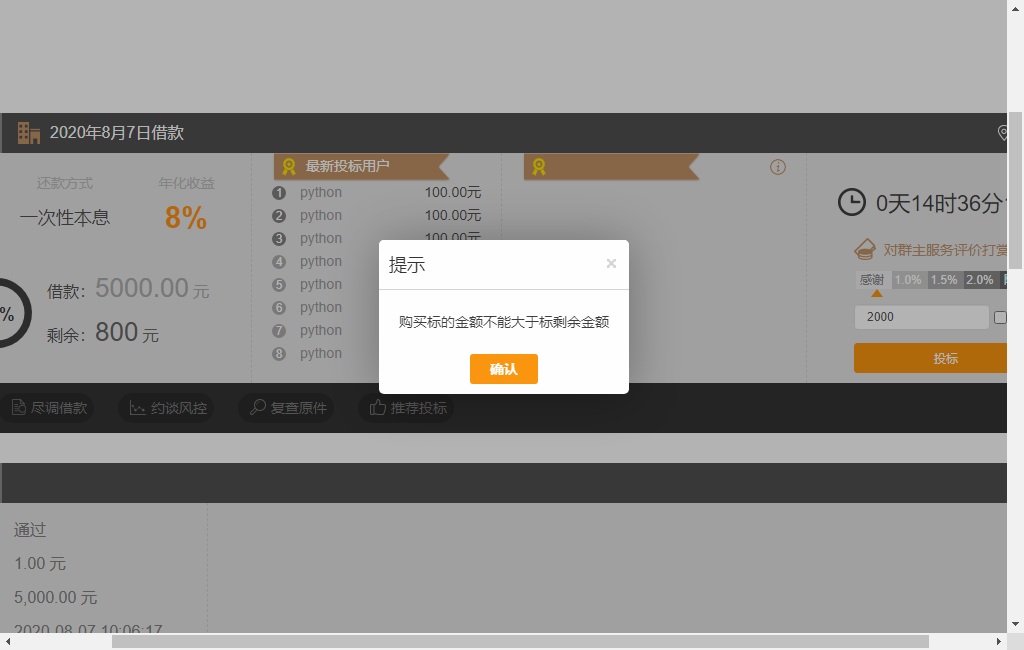 2020年8月7日借款
还款方式 年化收益
一次性本息 8%
借款: 5000.00 元
剩余: 800 元
%
最新投标用户
1 python 100.00元
2 python 100.00元
3 python 100.00元
4 python
5 python
6 python
7 python
8 python
0天14时36分
对群主服务评价打赏
感谢 1.0% 1.5% 2.0%
2000
投标
提示 ×
购买标的金额不能大于标剩余金额
确认
尽调借款 约谈风控 复查原件 推荐投标
通过
1.00 元
5,000.00 元
2020-08-07 10:06:17